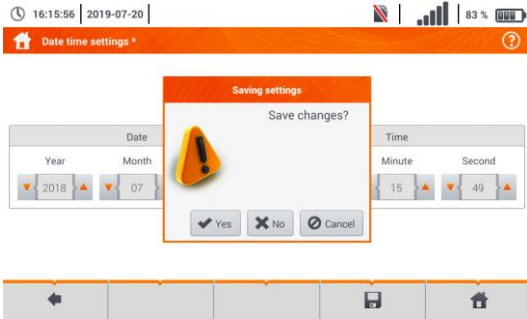 16:15:56 2019-07-20 83 %
Date time settings *
Saving settings
Save changes?
Date Time
Year Month Minute Second
2018 07 15 49
Yes No Cancel